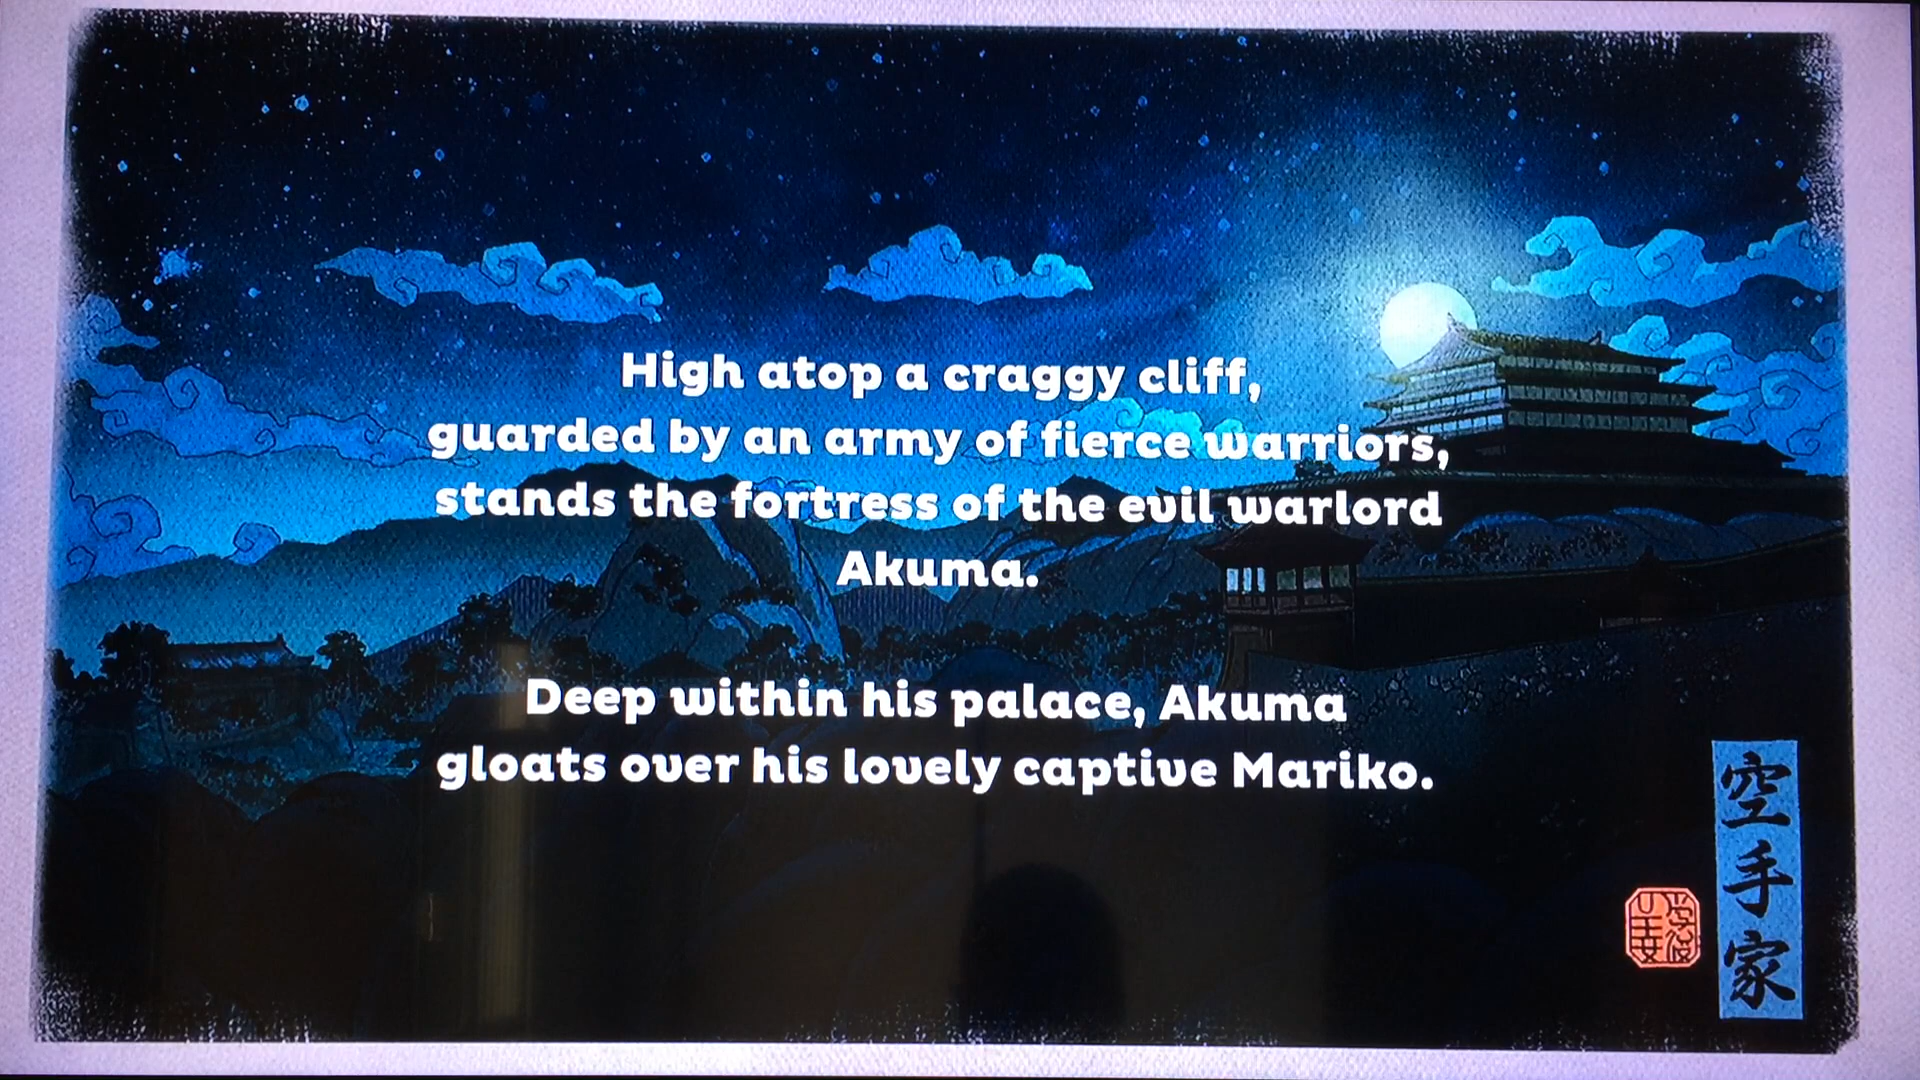 High atop a craggy cliff,
guarded by an army of fierce warriors,
stands the fortress of the evil warlord
Akuma.
Deep within his palace, Akuma
gloats over his lovely captive Mariko.
空手家